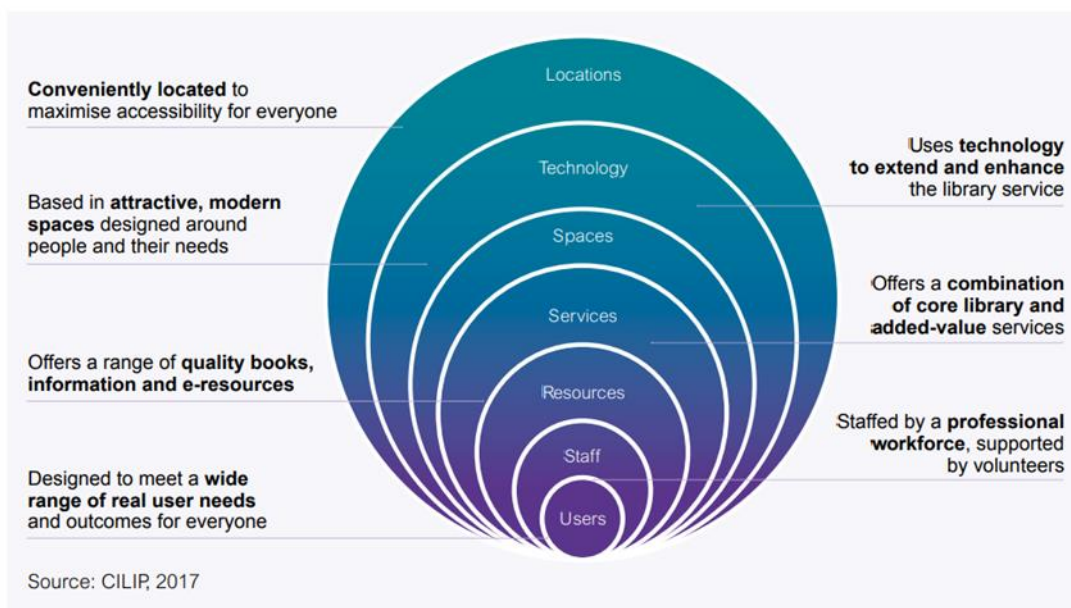 Locations
Conveniently located to
maximise accessibility for everyone
Uses technology
to extend and enhance
the library service
Technology
Based in attractive, modern
spaces designed around
people and their needs
Spaces
Offers a combination
of core library and
added-value services
Services
Offers a range of quality books,
information and e-resources
Resources
Staffed by a professional
workforce, supported
by volunteers
Staff
Designed to meet a wide
range of real user needs
and outcomes for everyone
Users
Source: CILIP, 2017